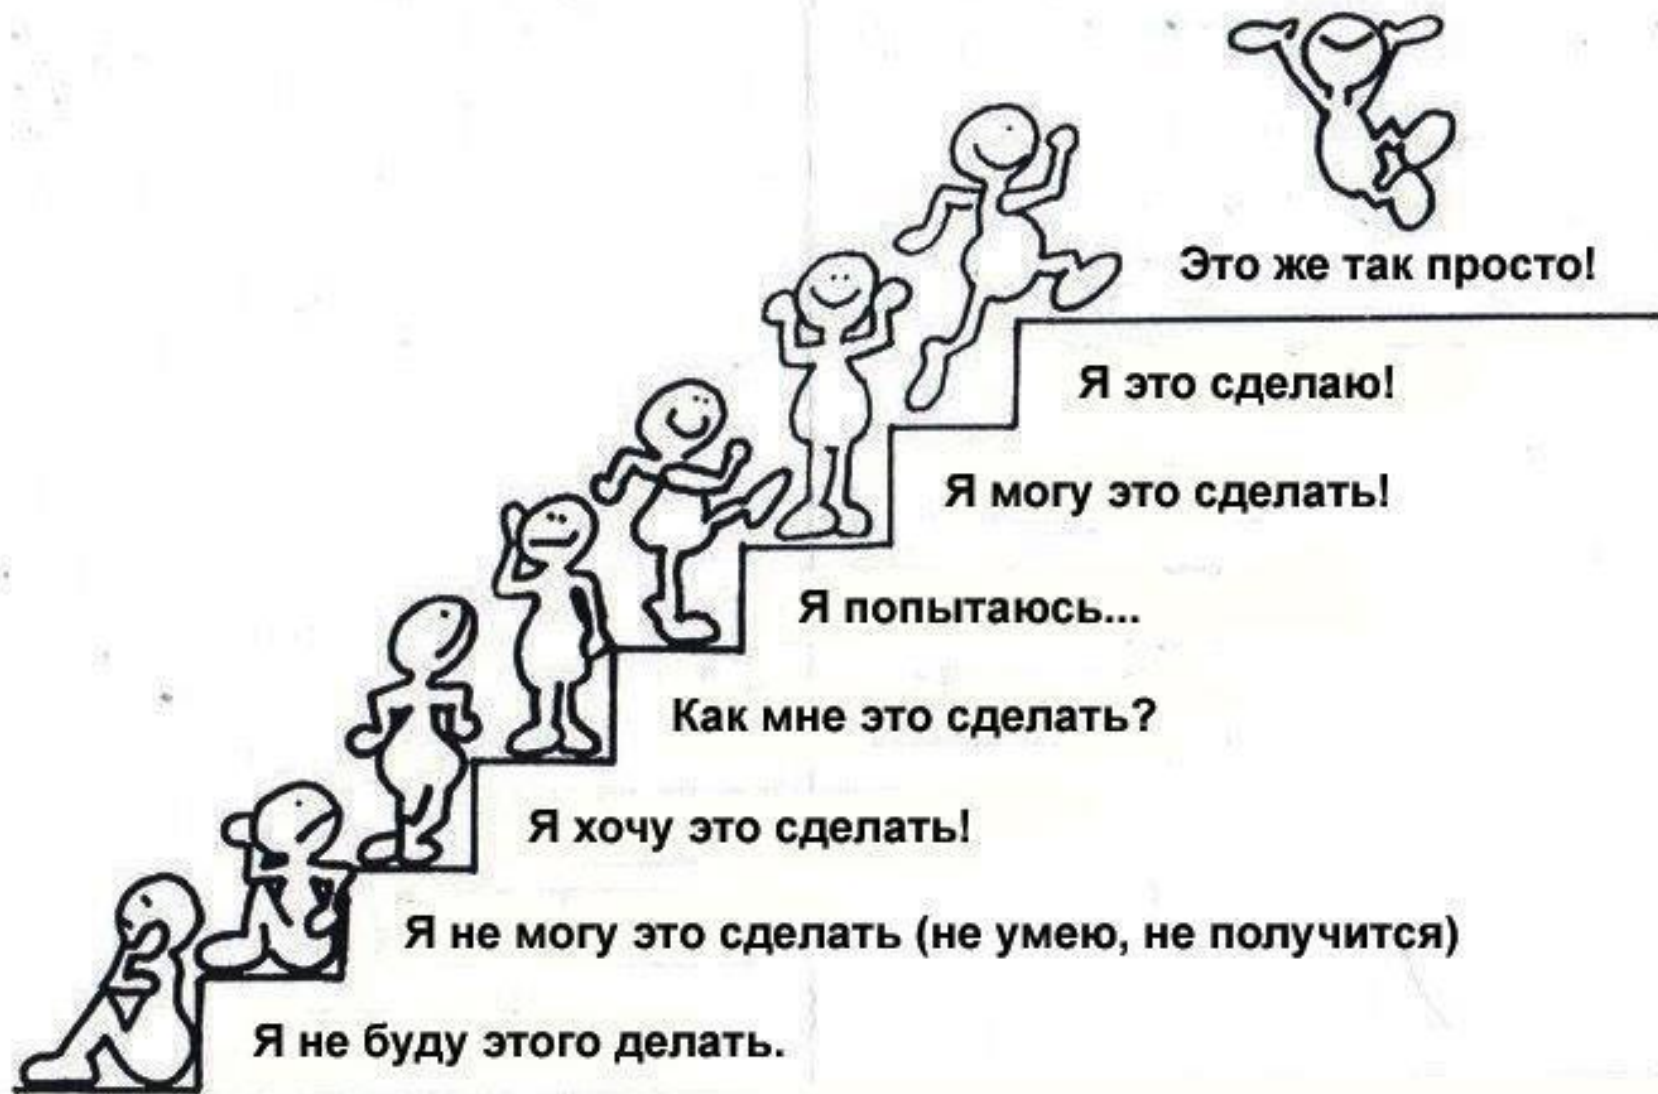 Это же так просто!
Я это сделаю!
Я могу это сделать!
Я попытаюсь...
Как мне это сделать?
Я хочу это сделать!
Я не могу это сделать (не умею, не получится)
Я не буду этого делать.